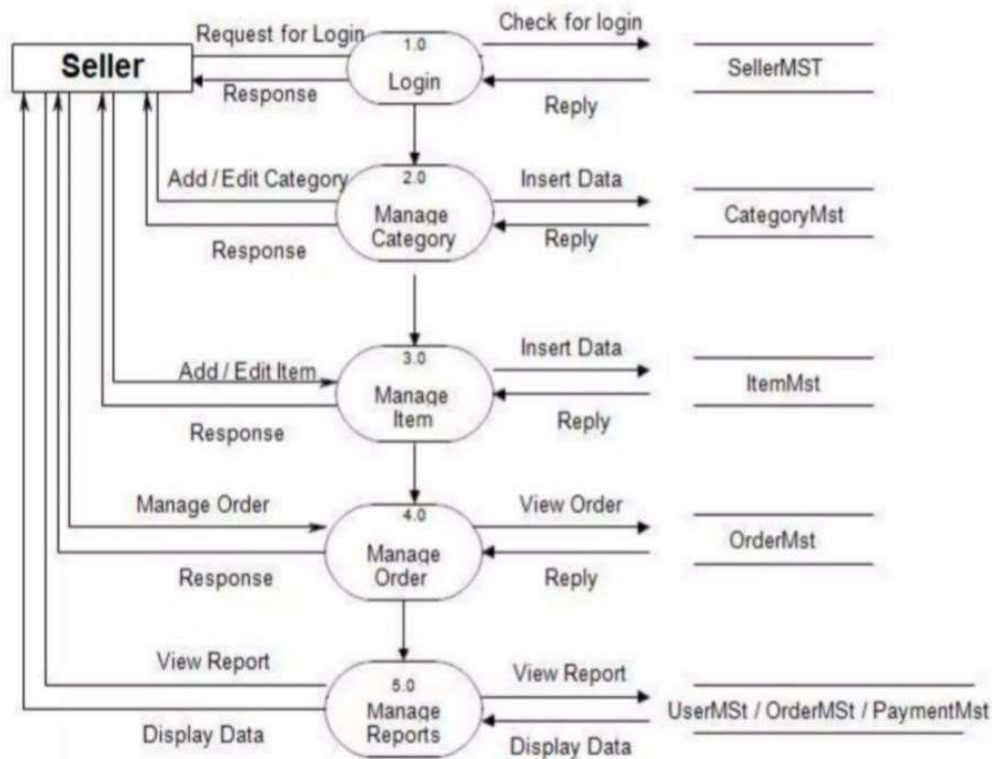 Request for Login
1.0
Check for login
Seller
Login
SellerMST
Response
Reply
2.0
Add / Edit Category
Insert Data
Manage
Category
CategoryMst
Response
Reply
3.0
Insert Data
Add / Edit Item
Manage
Item
ItemMst
Response
Reply
Manage Order
4.0
View Order
Manage
Order
OrderMst
Response
Reply
View Report
5.0
View Report
Manage
Reports
UserMSt / OrderMSt / PaymentMst
Display Data
Display Data